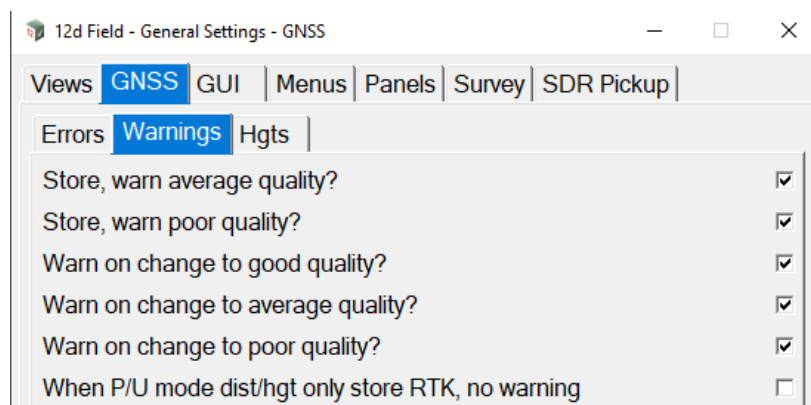 12d Field - General Settings - GNSS
Views GNSS GUI Menus Panels Survey SDR Pickup
Errors Warnings Hgts
Store, warn average quality?
Store, warn poor quality?
Warn on change to good quality?
Warn on change to average quality?
Warn on change to poor quality?
When P/U mode dist/hgt only store RTK, no warning